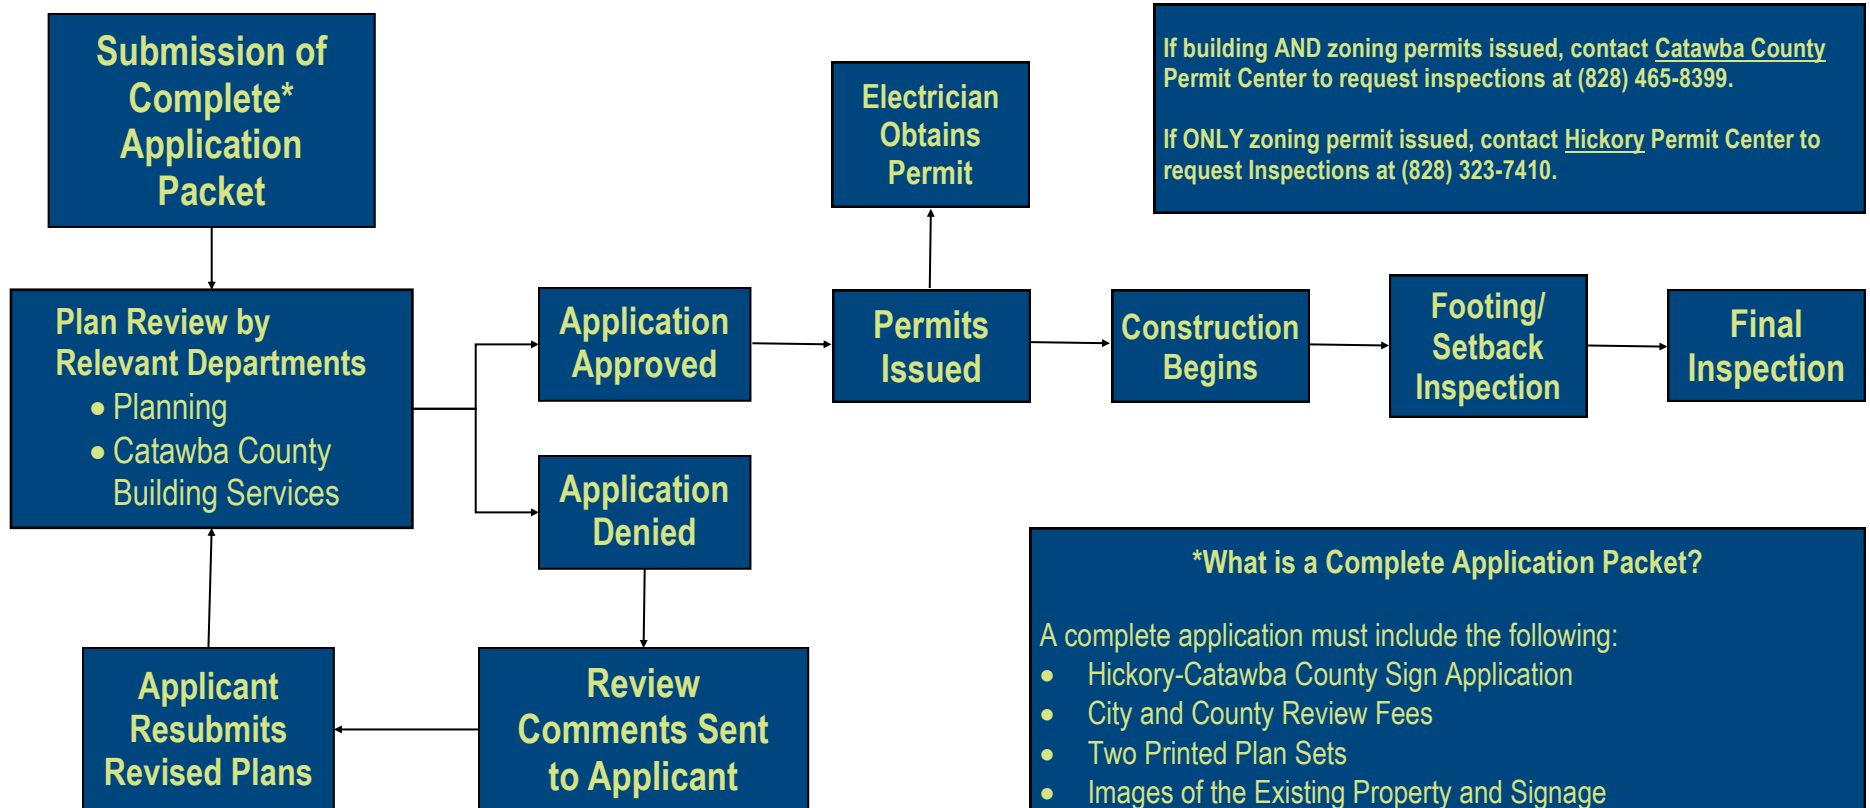 Submission of
Complete*
Application
Packet
Electrician
Obtains
Permit
If building AND zoning permits issued, contact Catawba County
Permit Center to request inspections at (828) 465-8399.
If ONLY zoning permit issued, contact Hickory Permit Center to
request Inspections at (828) 323-7410.
Plan Review by
Relevant Departments
• Planning
• Catawba County
Building Services
Application
Approved
Permits
Issued
Construction
Begins
Footing/
Setback
Inspection
Final
Inspection
Application
Denied
Review
Comments Sent
to Applicant
Applicant
Resubmits
Revised Plans
*What is a Complete Application Packet?
A complete application must include the following:
• Hickory-Catawba County Sign Application
• City and County Review Fees
• Two Printed Plan Sets
• Images of the Existing Property and Signage